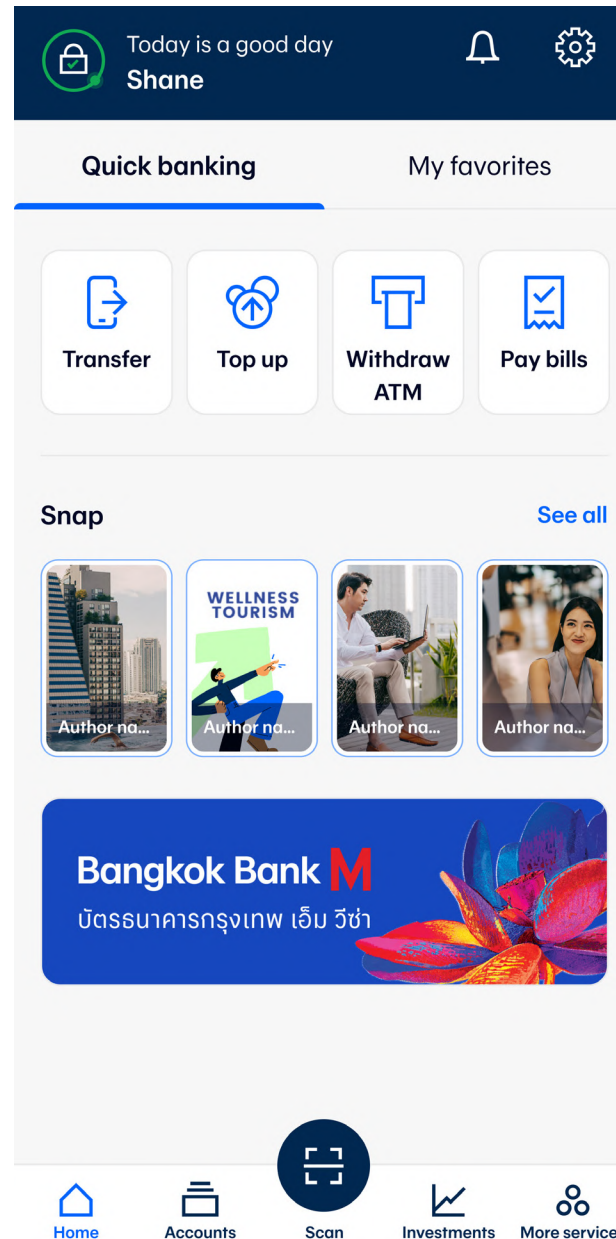 Today is a good day
Shane
Quick banking
My favorites
Transfer
Top up
Withdraw
ATM
Pay bills
Snap
See all
WELLNESS
TOURISM
Author na...
Author na...
Author na...
Author na...
Bangkok Bank M
บัตรธนาคารกรุงเทพ เอ็ม วีซ่า
Home
Accounts
Scan
Investments
More service